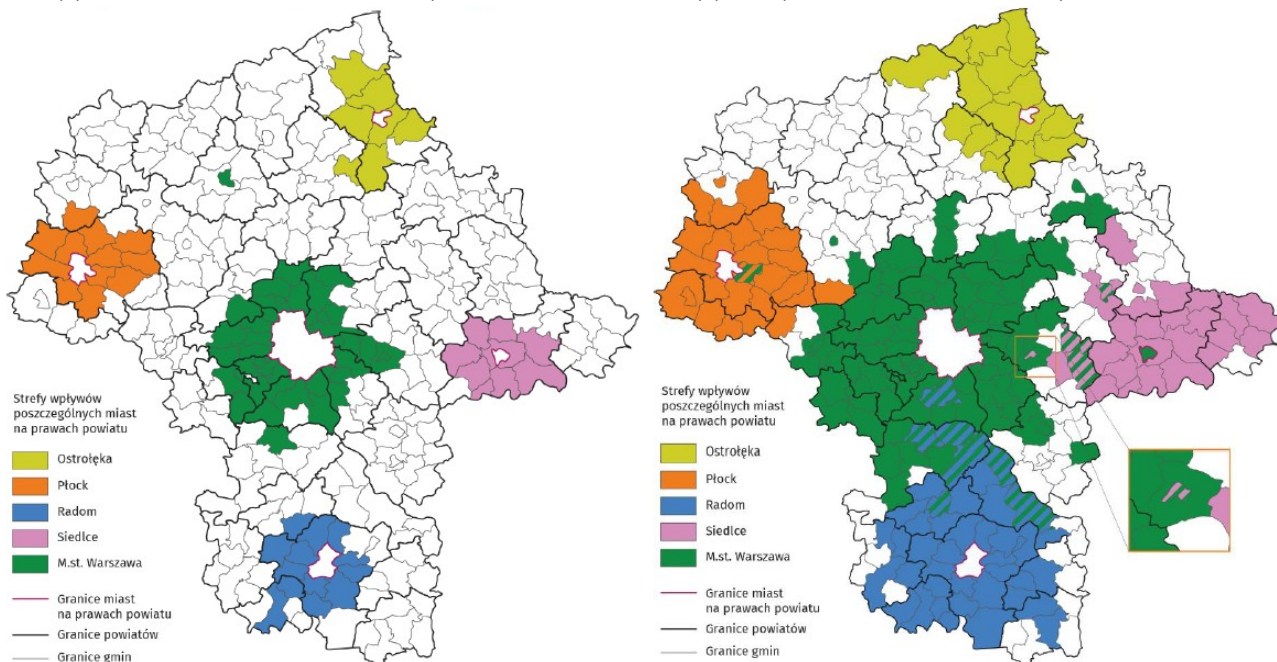 Strefy wpływów
poszczególnych miast
na prawach powiatu
Ostrołęka
Płock
Radom
Siedlce
M.st. Warszawa
Granice miast
na prawach powiatu
Granice powiatów
Granice gmin
Strefy wpływów
poszczególnych miast
na prawach powiatu
Ostrołęka
Płock
Radom
Siedlce
M.st. Warszawa
Granice miast
na prawach powiatu
Granice powiatów
Granice gmin